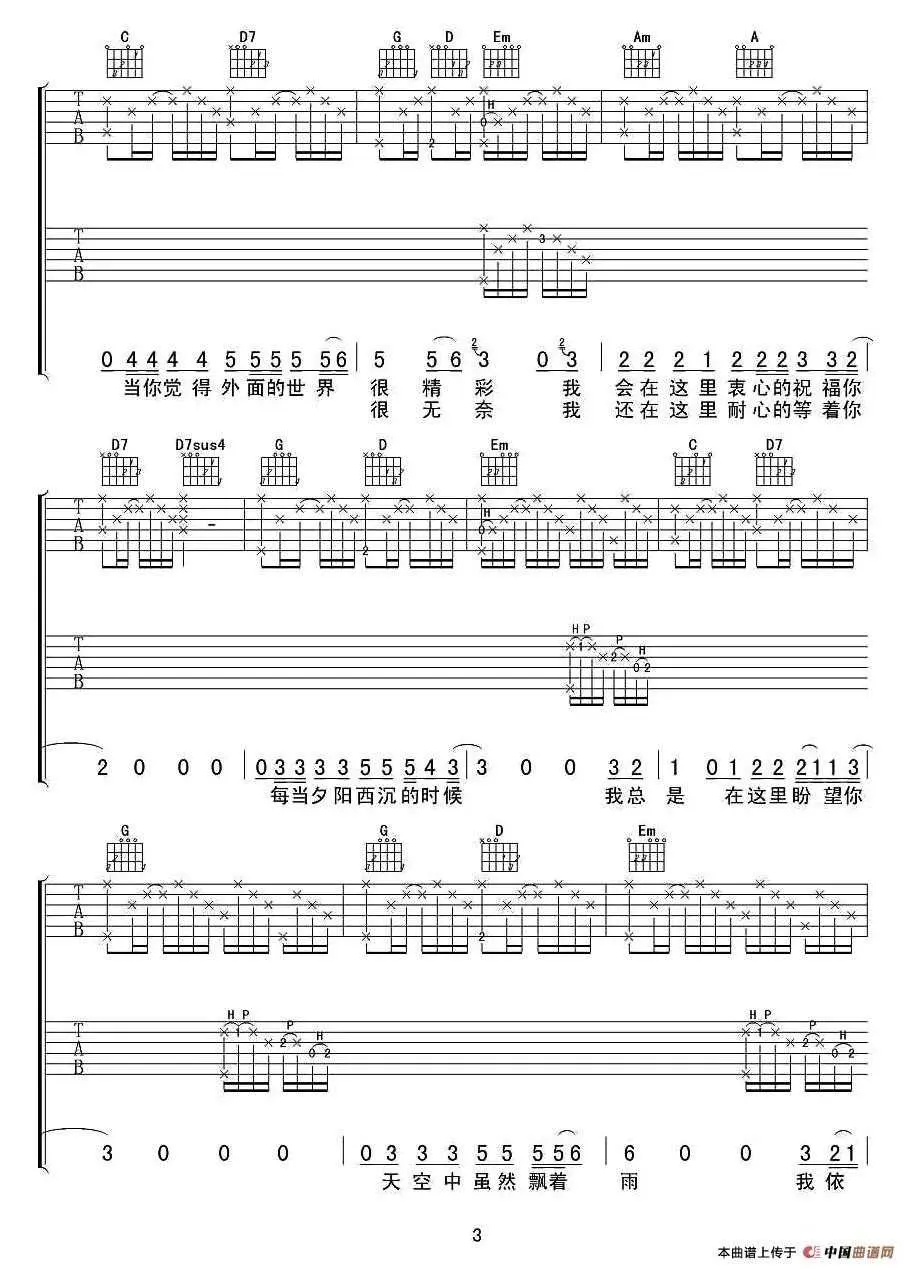 C D7 G D Em Am A
T A B
H
0 2
T A B
3
0 4 4 4 4 5 5 5 5 5 6 | 5 5 6 2 3 0 2 3 | 2 2 2 1 2 2 2 3 3 2
当你觉得外面的世界 很 精 彩 我 会在这里衷心的祝福你
很 无 奈 我 还在这里耐心的等着你
D7 D7sus4 G D Em C D7
T A B
H
2 0
T A B
H P P H
1 2 0 2
2 0 0 0 | 0 3 3 3 3 5 5 5 4 3 | 3 0 0 3 2 | 1 0 1 2 2 2 1 1 3
每当夕阳西沉的时候 我总 是 在这里盼望你
G G D Em
T A B
2
T A B
H P P H H P P H
1 2 0 2 1 2 0 2
3 0 0 0 | 0 3 3 3 5 5 5 5 6 | 6 0 0 3 2 1
天空中虽然飘着 雨 我依
3
本曲谱上传于 中国曲谱网